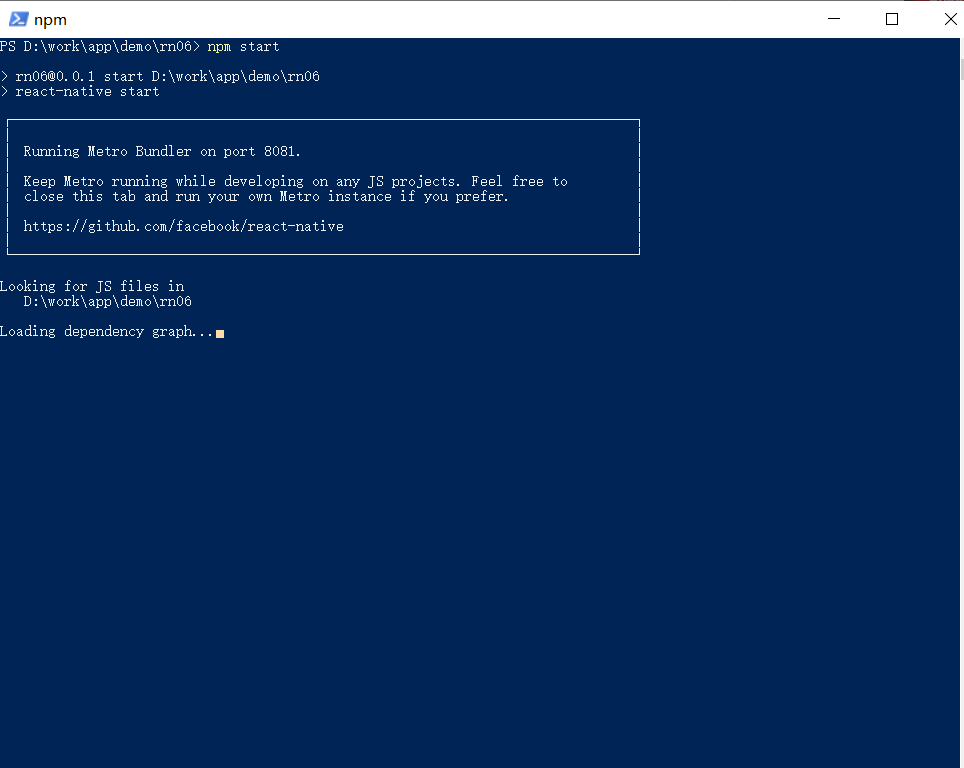 npm
PS D:\work\app\demo\rn06> npm start
> rn06@0.0.1 start D:\work\app\demo\rn06
> react-native start
Running Metro Bundler on port 8081.
Keep Metro running while developing on any JS projects. Feel free to
close this tab and run your own Metro instance if you prefer.
https://github.com/facebook/react-native
Looking for JS files in
D:\work\app\demo\rn06
Loading dependency graph...